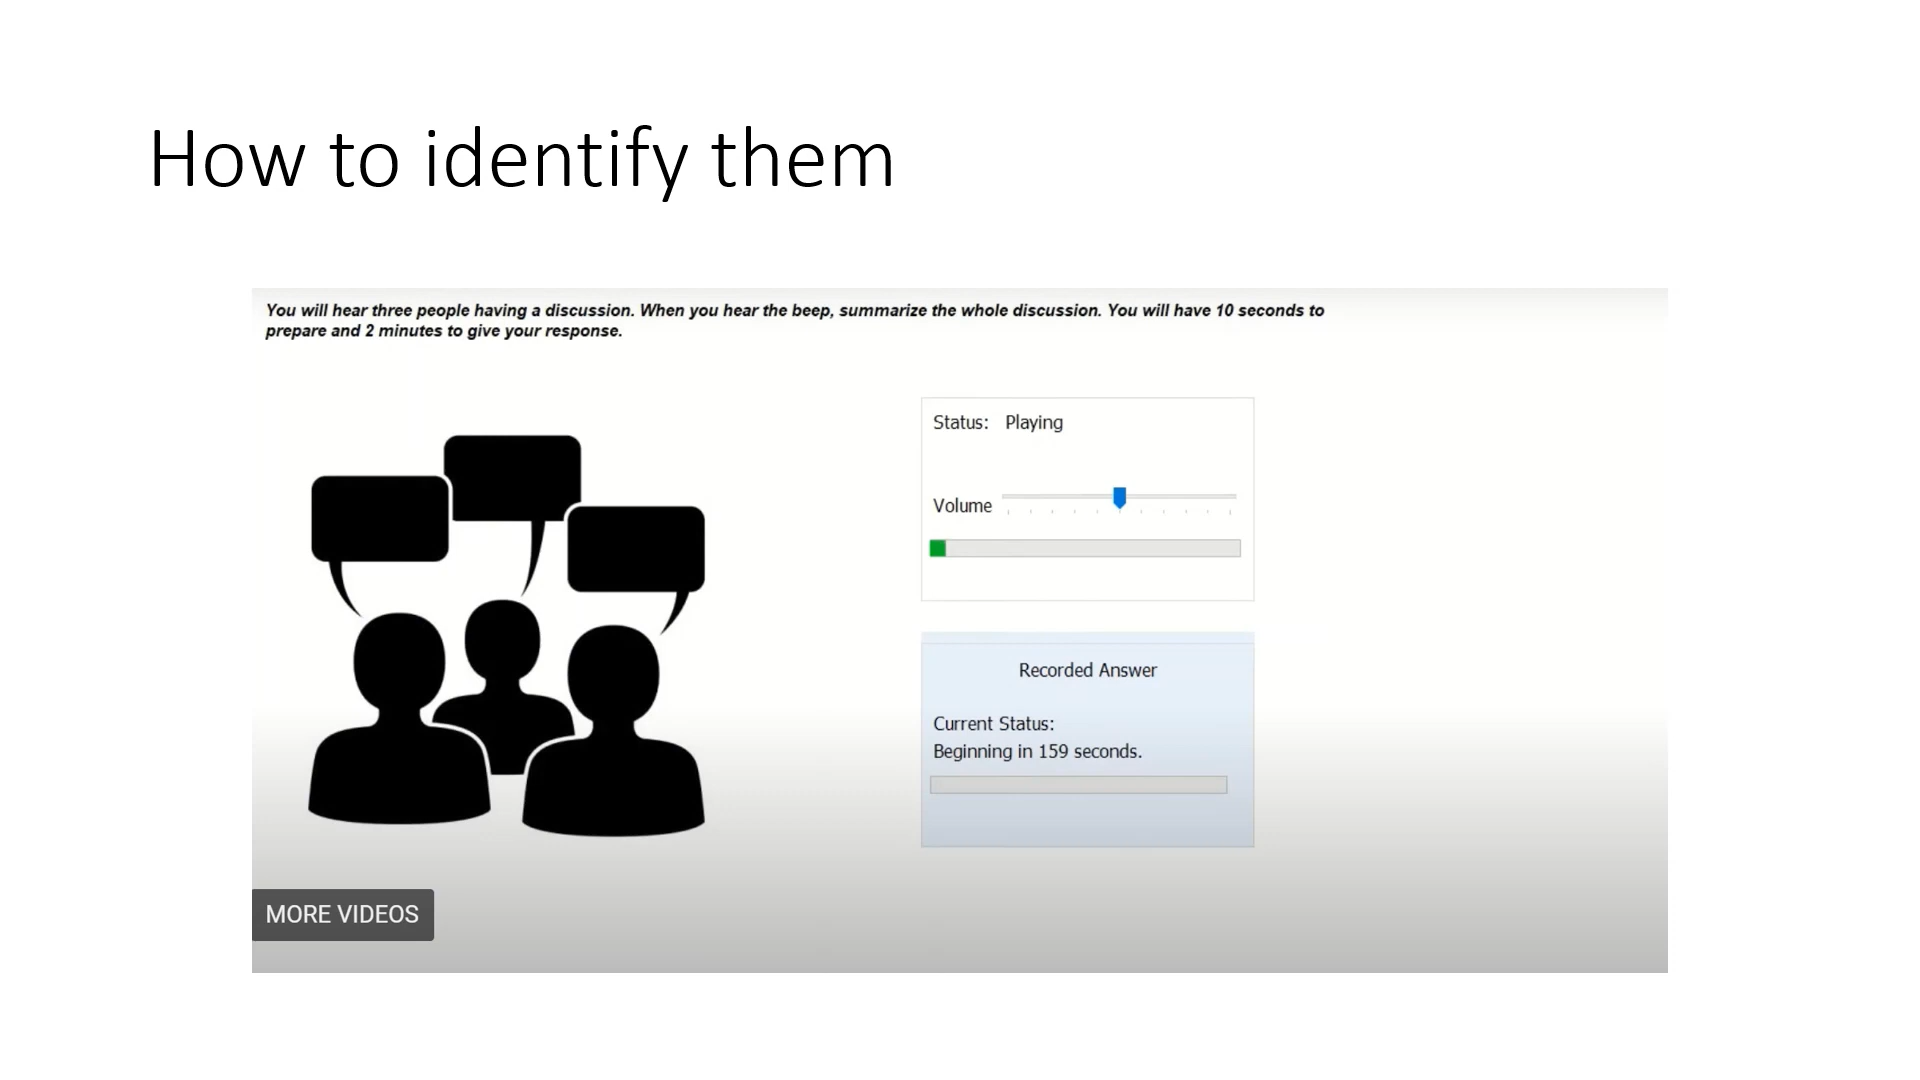 How to identify them
You will hear three people having a discussion. When you hear the beep, summarize the whole discussion. You will have 10 seconds to
prepare and 2 minutes to give your response.
Status: Playing
Volume
Recorded Answer
Current Status:
Beginning in 159 seconds.
MORE VIDEOS